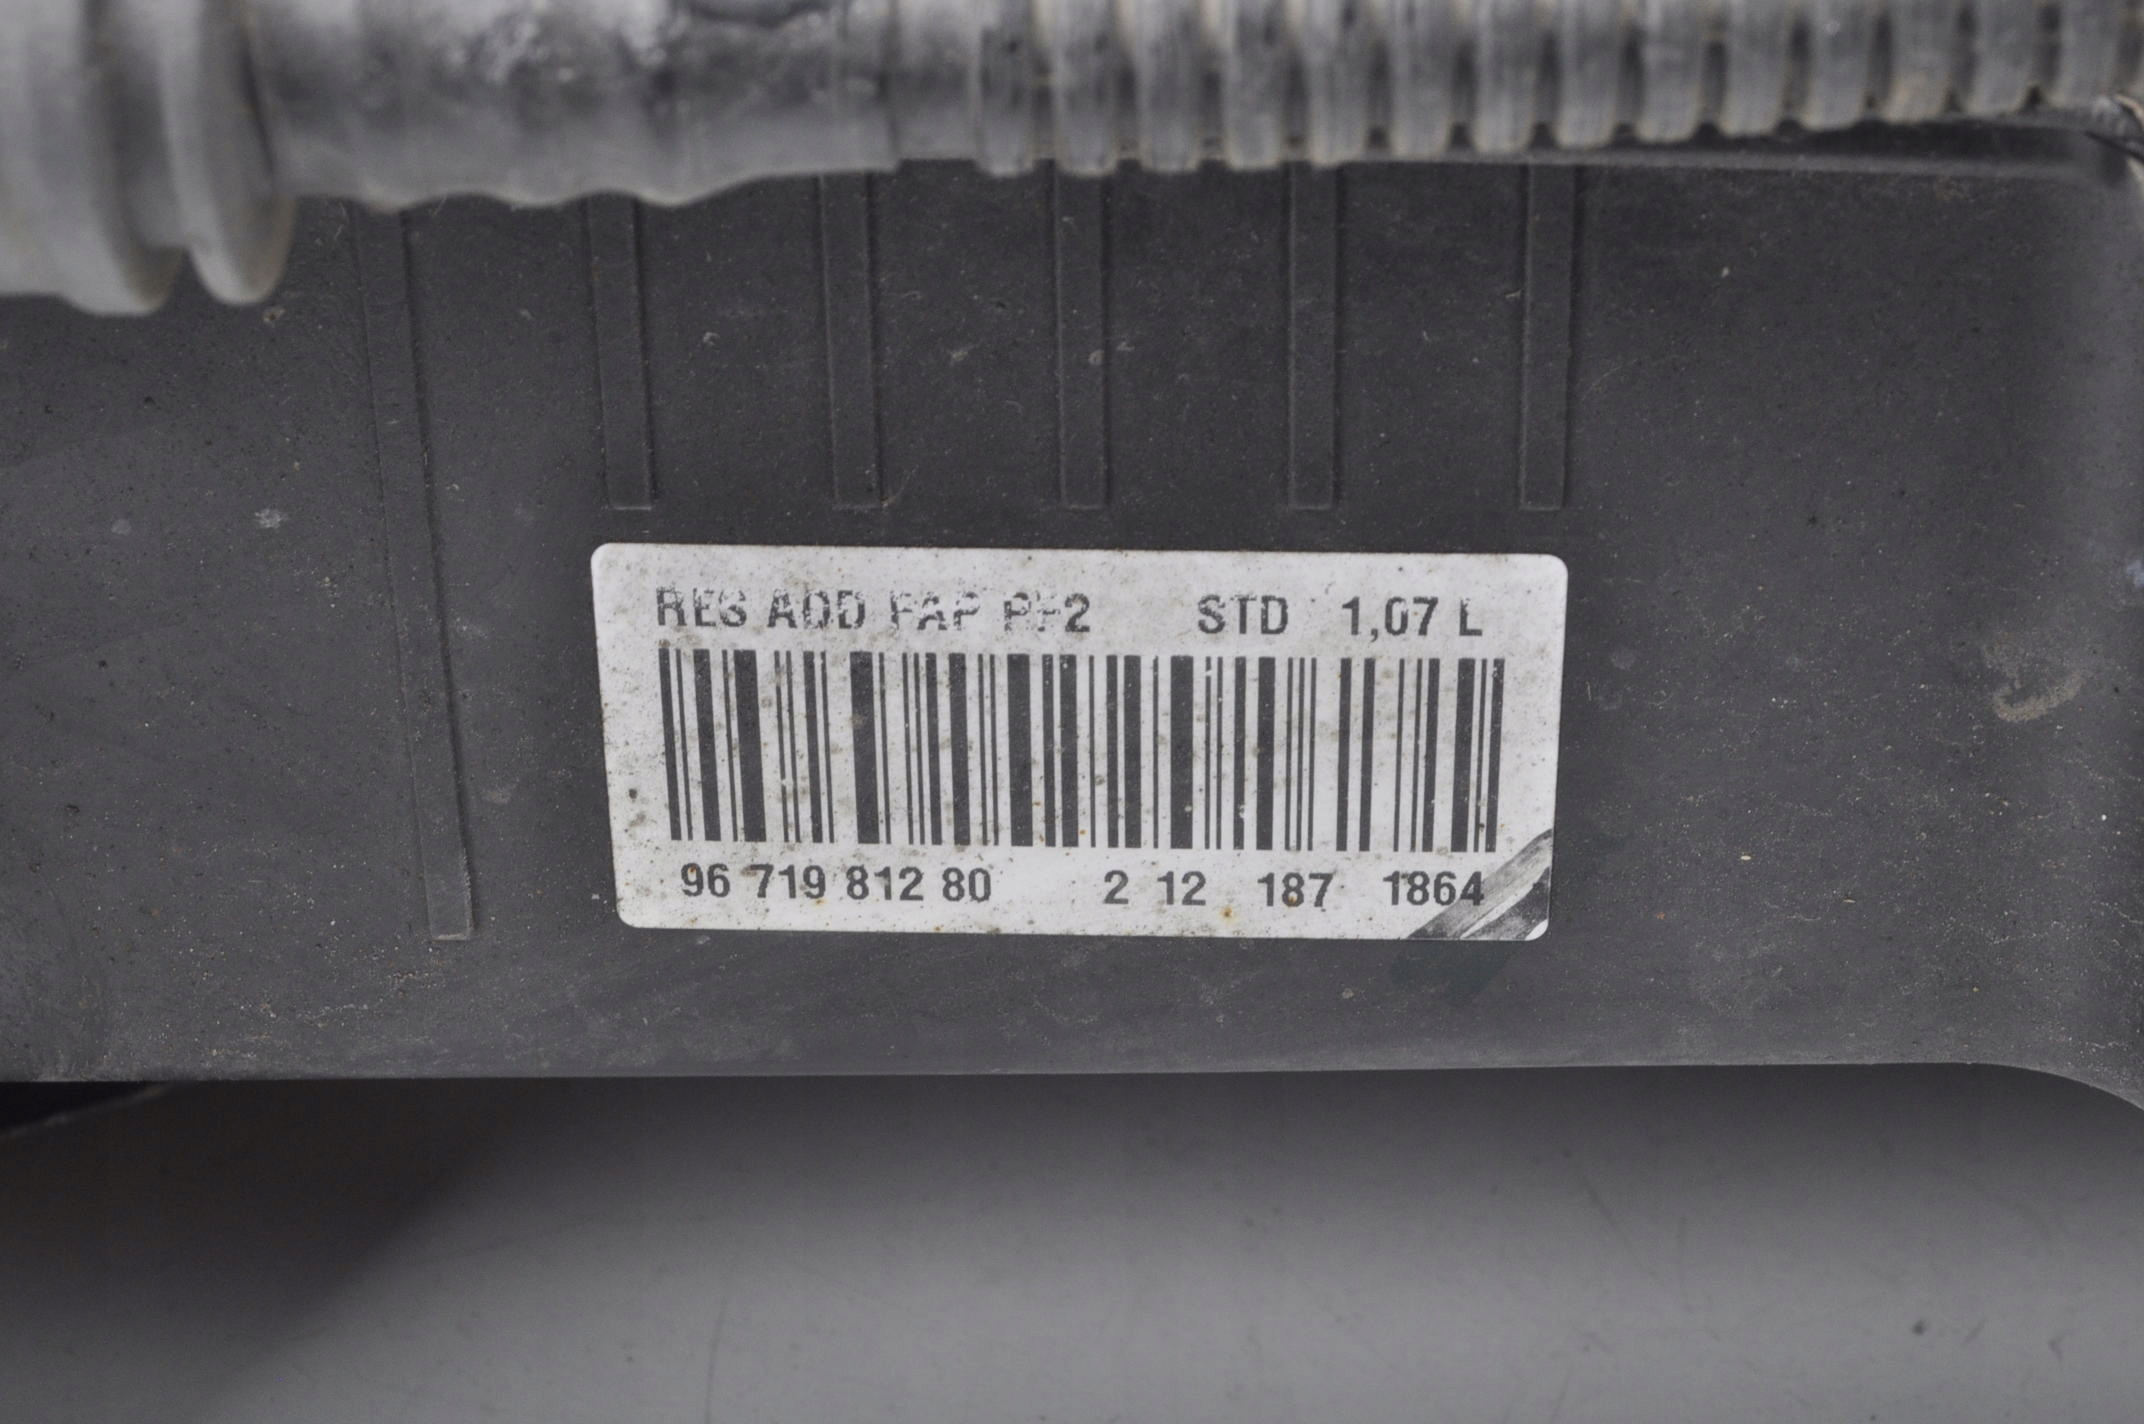 RES ADD FAP PF2 STD 1,07 L
96 719 812 80 2 12 187 1864